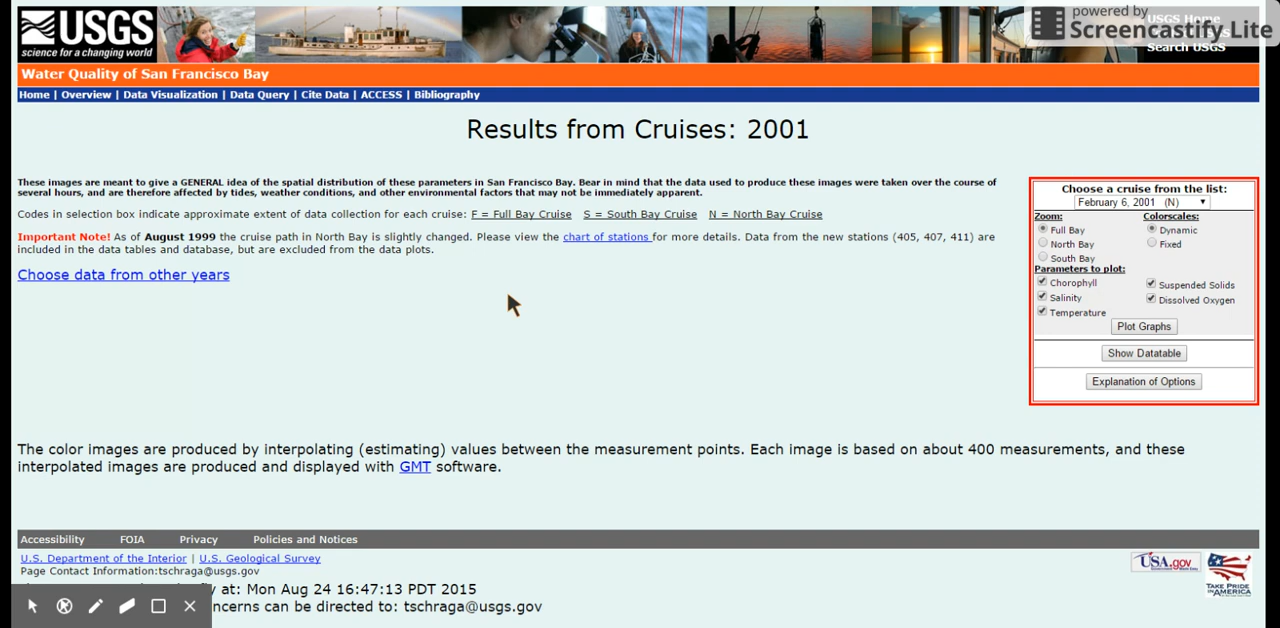 USGS
science for a changing world
powered by
Screencastify Lite
USGS Home
Search USGS
Water Quality of San Francisco Bay
Home | Overview | Data Visualization | Data Query | Cite Data | ACCESS | Bibliography
Results from Cruises: 2001
These images are meant to give a GENERAL idea of the spatial distribution of these parameters in San Francisco Bay. Bear in mind that the data used to produce these images were taken over the course of
several hours, and are therefore affected by tides, weather conditions, and other environmental factors that may not be immediately apparent.
Codes in selection box indicate approximate extent of data collection for each cruise: F = Full Bay Cruise S = South Bay Cruise N = North Bay Cruise
Important Note! As of August 1999 the cruise path in North Bay is slightly changed. Please view the chart of stations for more details. Data from the new stations (405, 407, 411) are
included in the data tables and database, but are excluded from the data plots.
Choose data from other years
Choose a cruise from the list:
February 6, 2001 (N)
Zoom: Colorscales:
Full Bay Dynamic
North Bay Fixed
South Bay
Parameters to plot:
Chorophyll Suspended Solids
Salinity Dissolved Oxygen
Temperature
Plot Graphs
Show Datatable
Explanation of Options
The color images are produced by interpolating (estimating) values between the measurement points. Each image is based on about 400 measurements, and these
interpolated images are produced and displayed with GMT software.
Accessibility FOIA Privacy Policies and Notices
U.S. Department of the Interior | U.S. Geological Survey
Page Contact Information:tschraga@usgs.gov
at: Mon Aug 24 16:47:13 PDT 2015
ncerns can be directed to: tschraga@usgs.gov
USA.gov
TAKE PRIDE
IN AMERICA